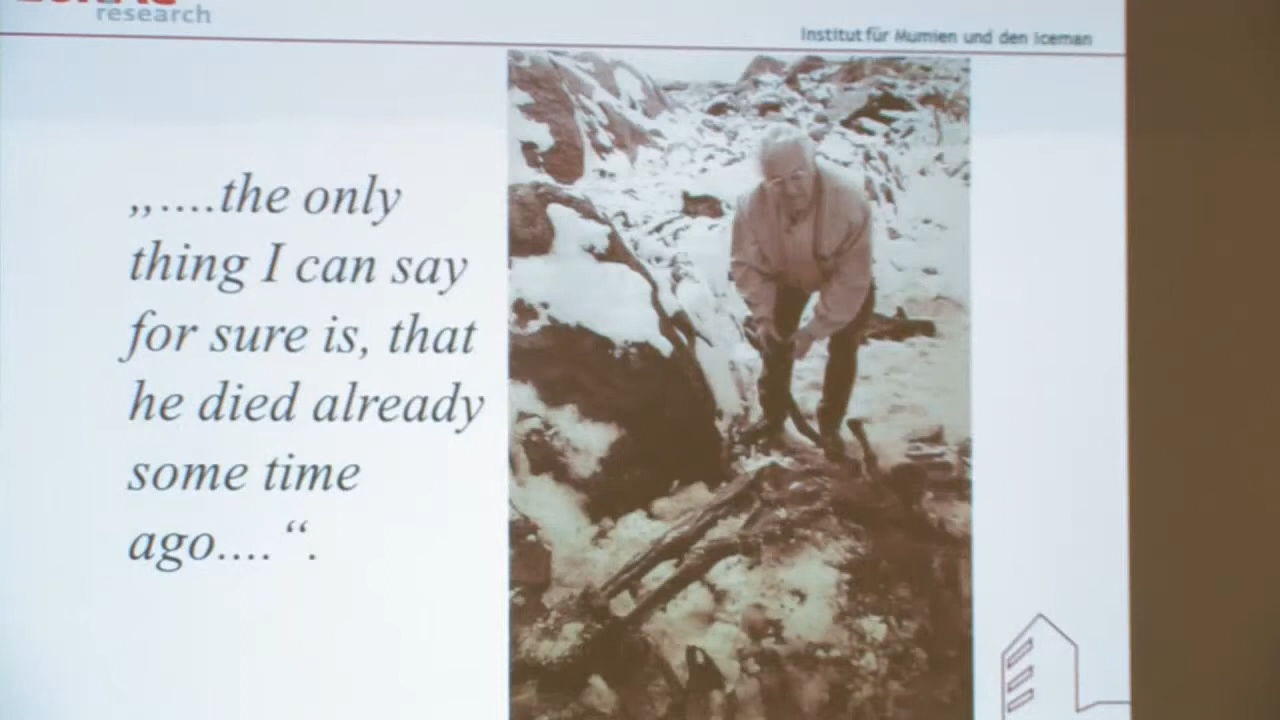 research
Institut für Mumien und den Iceman
„....the only
thing I can say
for sure is, that
he died already
some time
ago.... “.